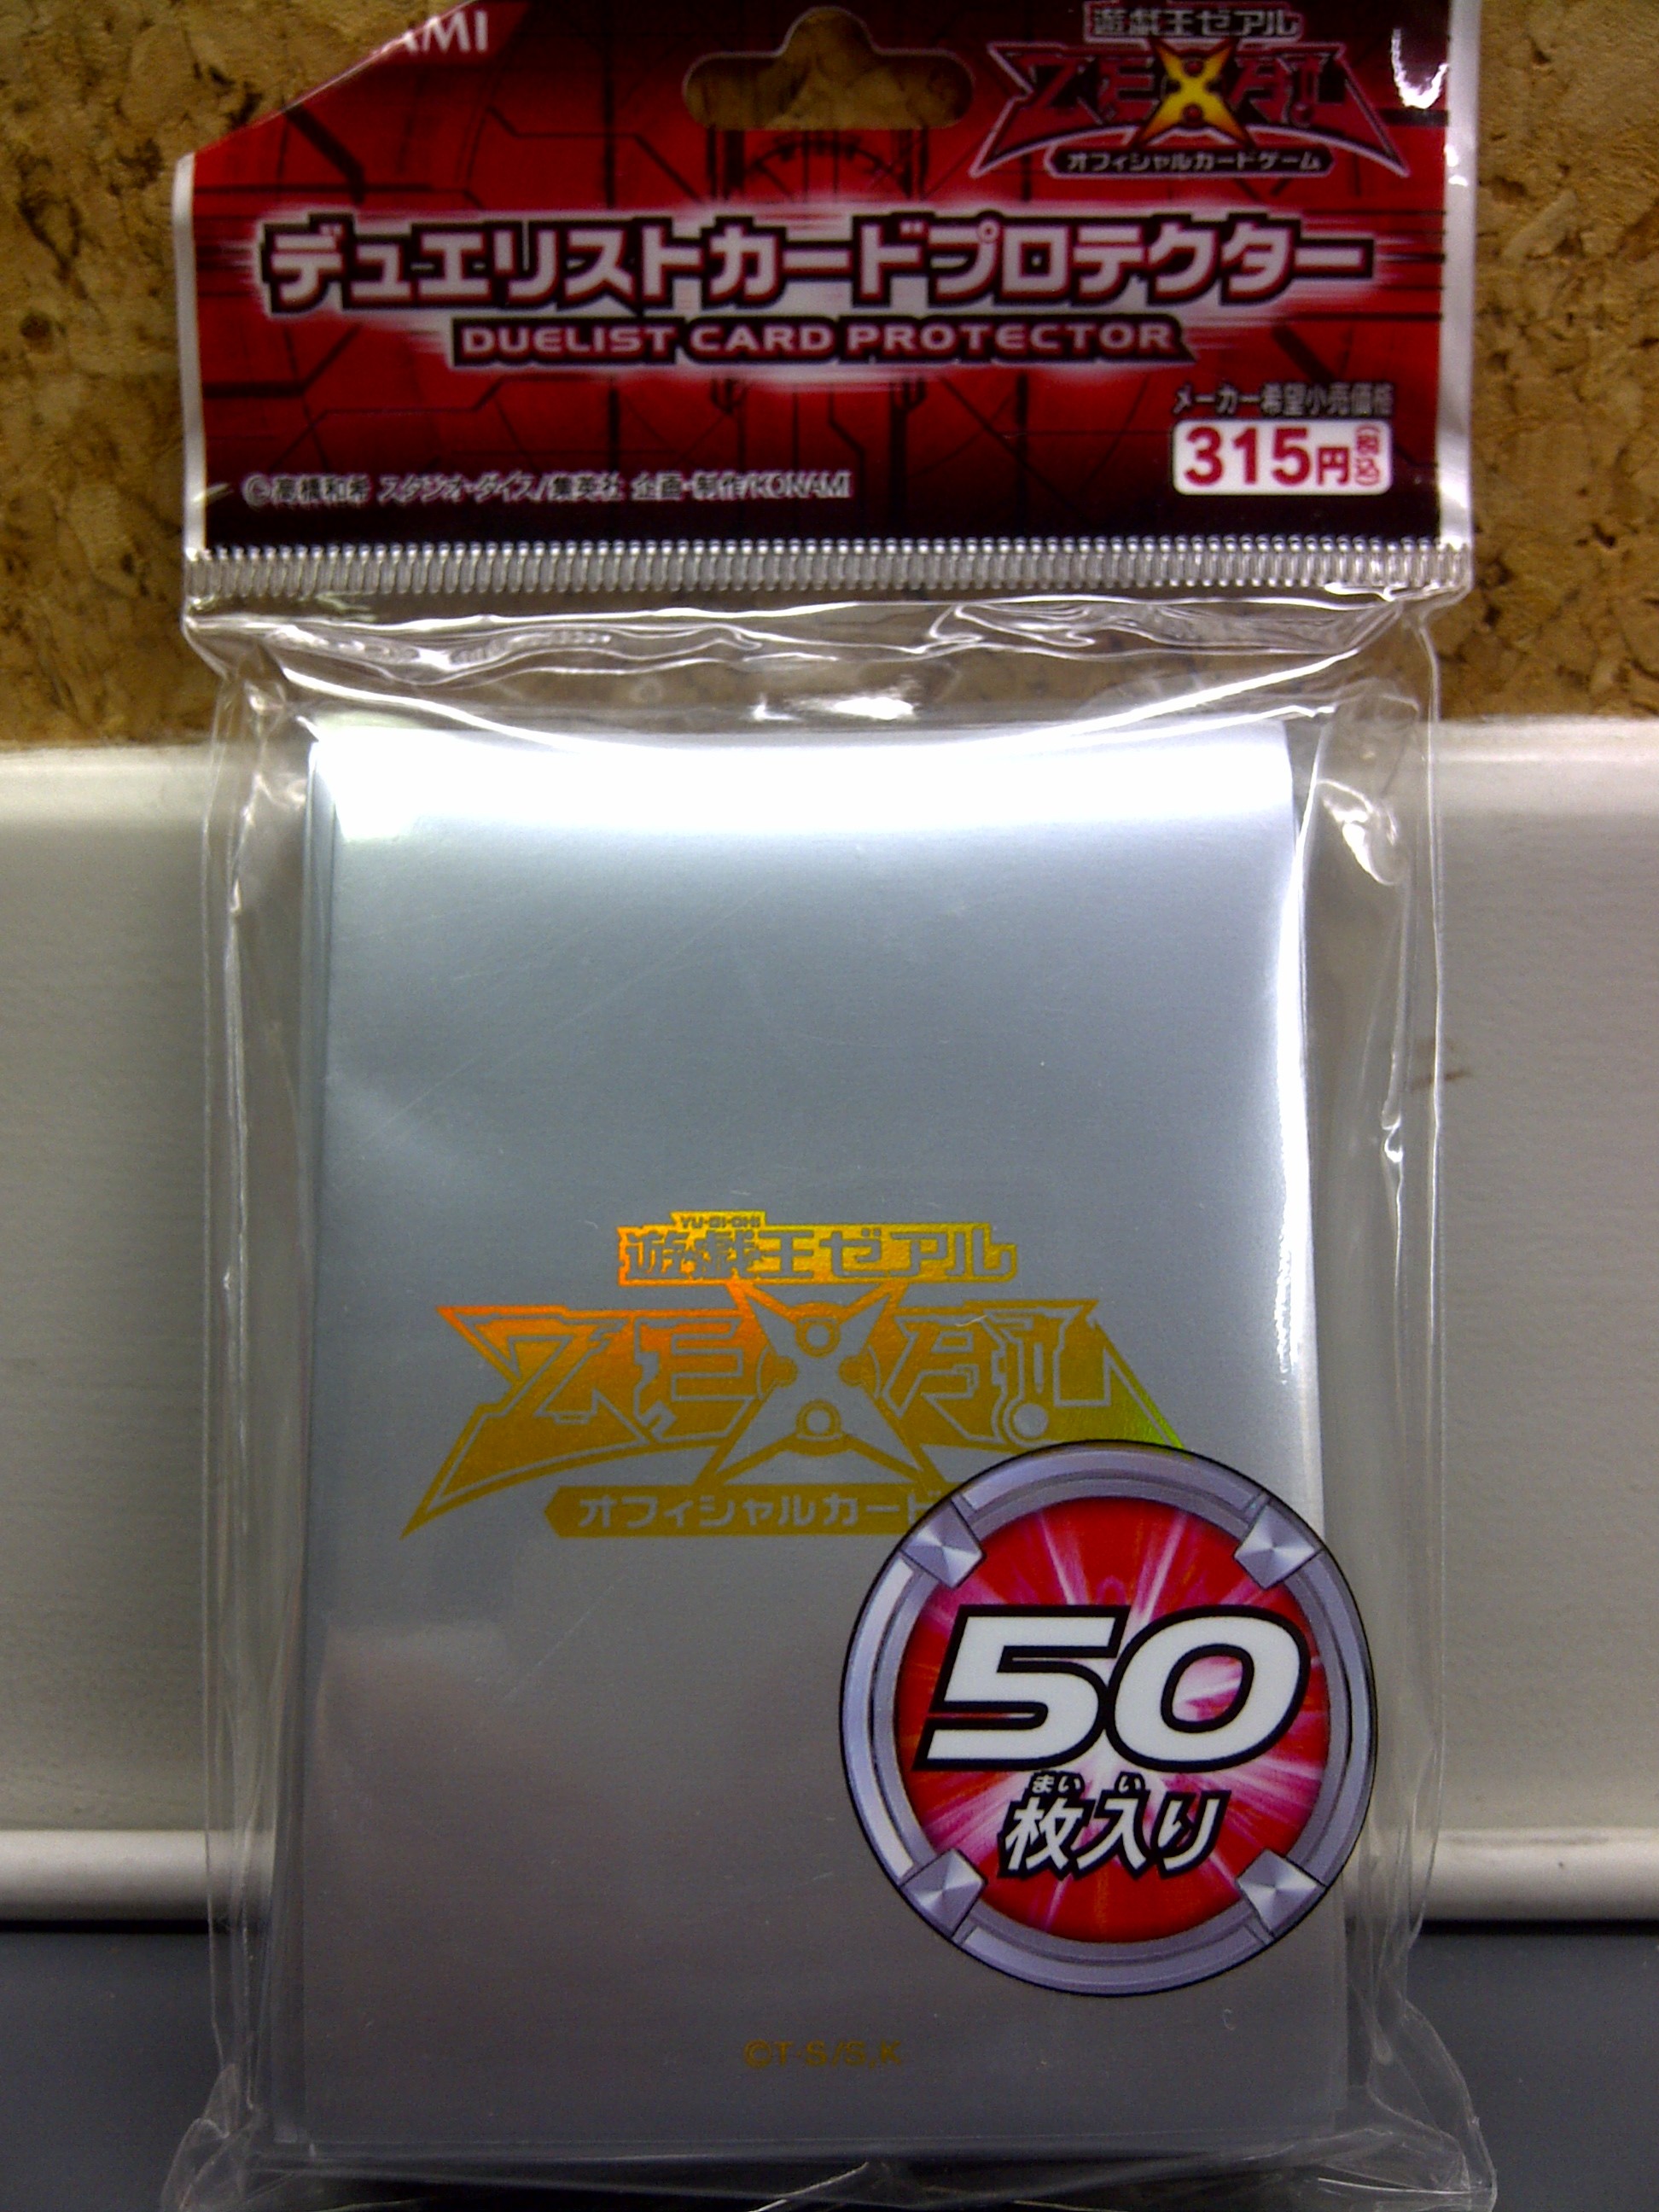 AMI
遊戯王ゼアル
ZEXAL
オフィシャルカードゲーム
デュエリストカードプロテクター
DUELIST CARD PROTECTOR
メーカー希望小売価格
315円(税込)
©高橋和希 スタジオ・ダイス/集英社 企画・制作/KONAMI
YU-GI-OH!
遊戯王ゼアル
ZEXAL
オフィシャルカード
50
まい い
枚入り
©T-S/S,K